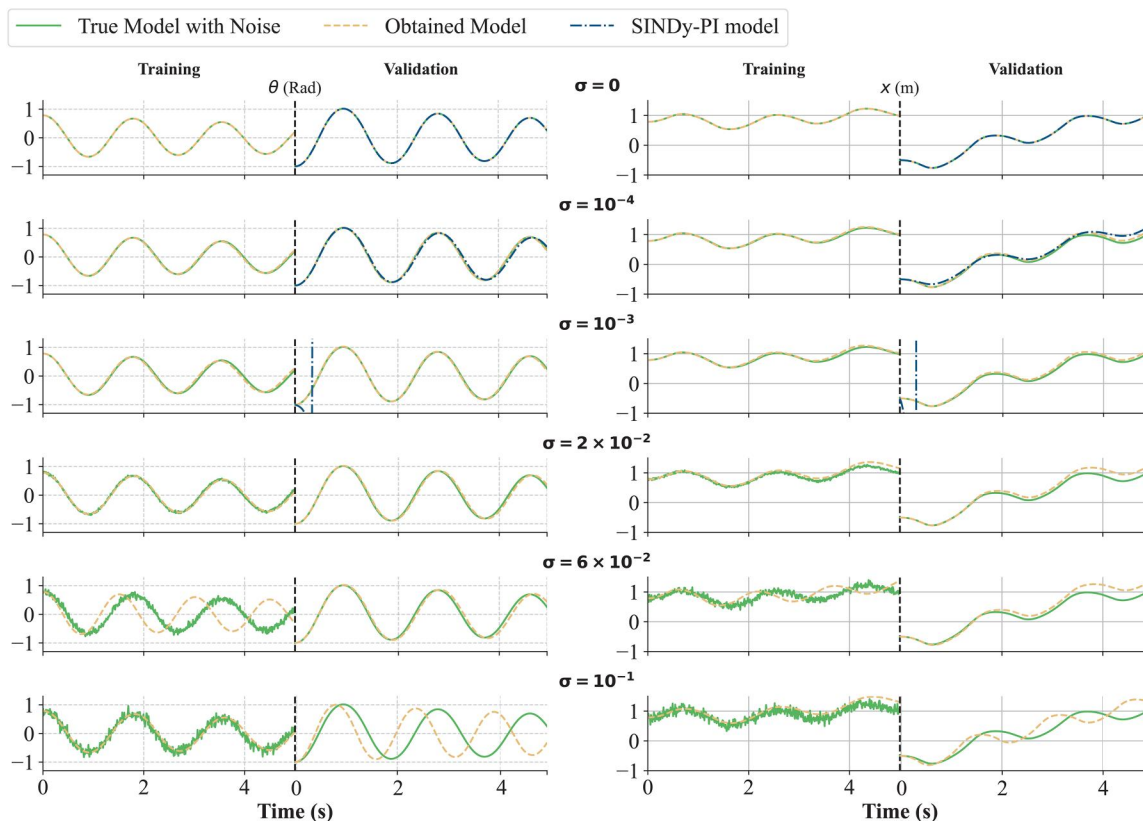 True Model with Noise Obtained Model SINDy-PI model
Training Validation Training Validation
θ (Rad) x (m)
σ = 0
1 1
0 0
−1 −1
σ = 10⁻⁴
1 1
0 0
−1 −1
σ = 10⁻³
1 1
0 0
−1 −1
σ = 2 × 10⁻²
1 1
0 0
−1 −1
σ = 6 × 10⁻²
1 1
0 0
−1 −1
σ = 10⁻¹
1 1
0 0
−1 −1
0 2 4 0 2 4 0 2 4 0 2 4
Time (s) Time (s)